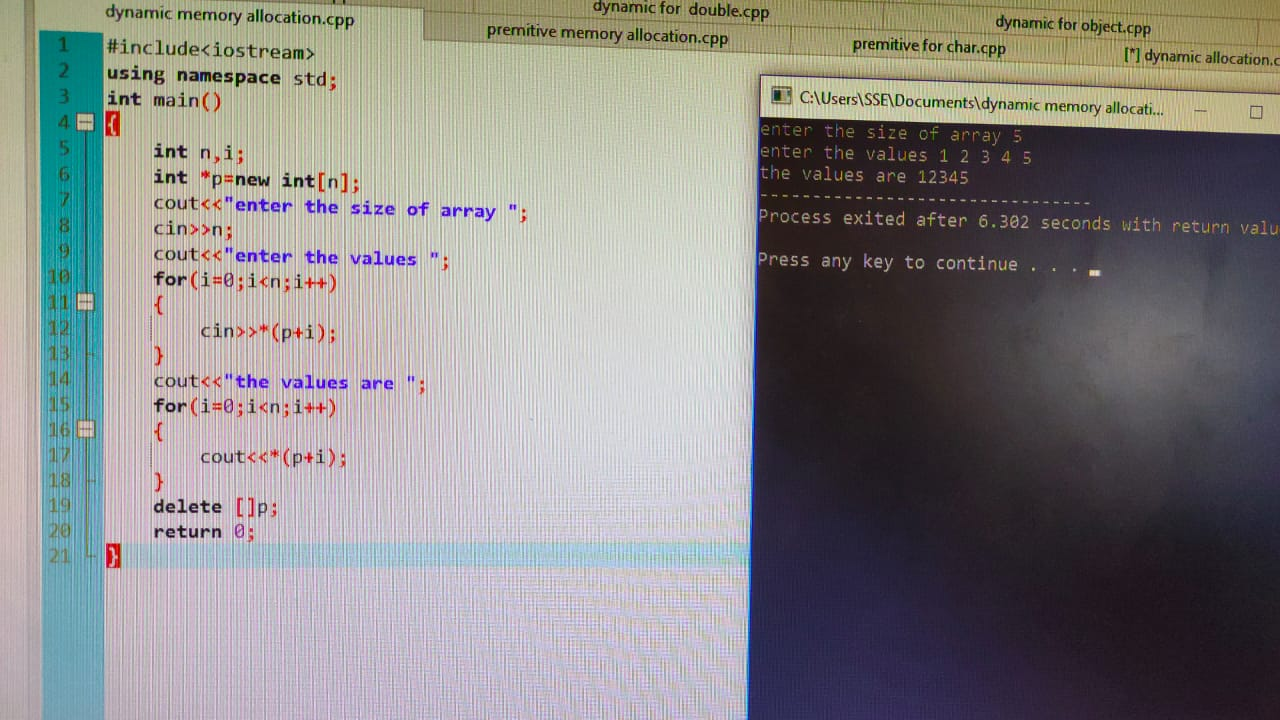 dynamic memory allocation.cpp
dynamic for double.cpp
dynamic for object.cpp
premitive memory allocation.cpp
premitive for char.cpp
[*] dynamic allocation.c
1 #include<iostream>
2 using namespace std;
3 int main()
4 {
5 int n,i;
6 int *p=new int[n];
7 cout<<"enter the size of array ";
8 cin>>n;
9 cout<<"enter the values ";
10 for(i=0;i<n;i++)
11 {
12 cin>>*(p+i);
13 }
14 cout<<"the values are ";
15 for(i=0;i<n;i++)
16 {
17 cout<<*(p+i);
18 }
19 delete []p;
20 return 0;
21 }
C:\Users\SSE\Documents\dynamic memory allocati...
enter the size of array 5
enter the values 1 2 3 4 5
the values are 12345
--------------------------------
Process exited after 6.302 seconds with return valu
Press any key to continue . . .